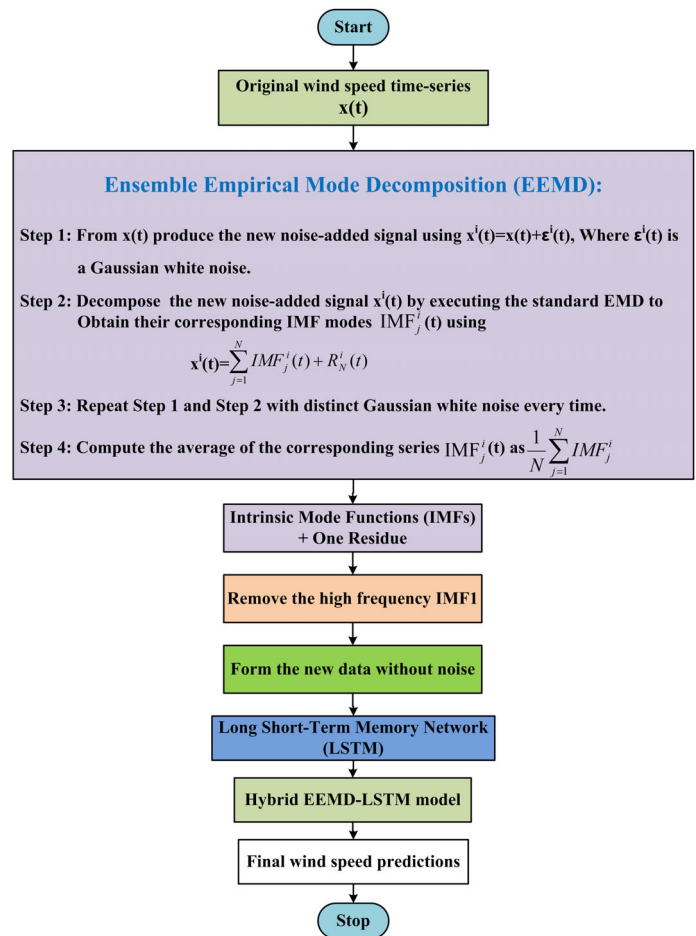 Start
Original wind speed time-series
x(t)
Ensemble Empirical Mode Decomposition (EEMD):
Step 1: From x(t) produce the new noise-added signal using xⁱ(t)=x(t)+εⁱ(t), Where εⁱ(t) is
a Gaussian white noise.
Step 2: Decompose the new noise-added signal xⁱ(t) by executing the standard EMD to
Obtain their corresponding IMF modes IMFⱼⁱ(t) using
xⁱ(t)=∑_{j=1}^{N} IMFⱼⁱ(t) + R_Nⁱ(t)
Step 3: Repeat Step 1 and Step 2 with distinct Gaussian white noise every time.
Step 4: Compute the average of the corresponding series IMFⱼⁱ(t) as 1/N ∑_{j=1}^{N} IMFⱼⁱ
Intrinsic Mode Functions (IMFs)
+ One Residue
Remove the high frequency IMF1
Form the new data without noise
Long Short-Term Memory Network
(LSTM)
Hybrid EEMD-LSTM model
Final wind speed predictions
Stop